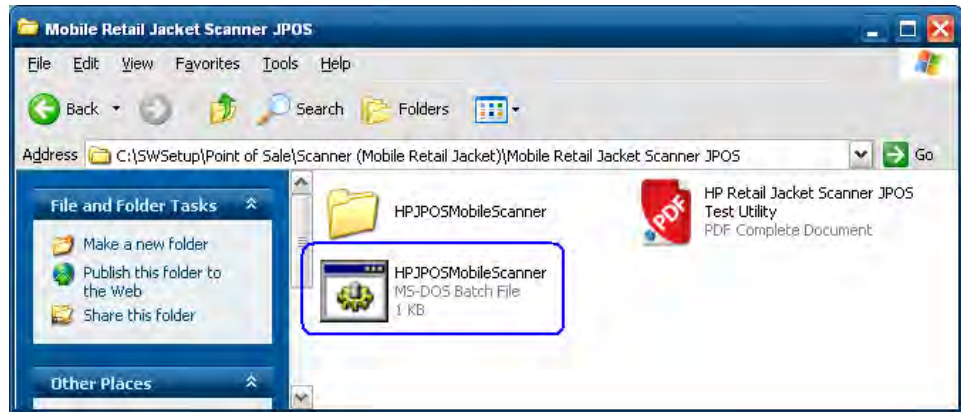 Mobile Retail Jacket Scanner JPOS
File Edit View Favorites Tools Help
Back Search Folders
Address C:\SWSetup\Point of Sale\Scanner (Mobile Retail Jacket)\Mobile Retail Jacket Scanner JPOS Go
File and Folder Tasks
Make a new folder
Publish this folder to
the Web
Share this folder
Other Places
HPJPOSMobileScanner
PDF
HP Retail Jacket Scanner JPOS
Test Utility
PDF Complete Document
HPJPOSMobileScanner
MS-DOS Batch File
1 KB